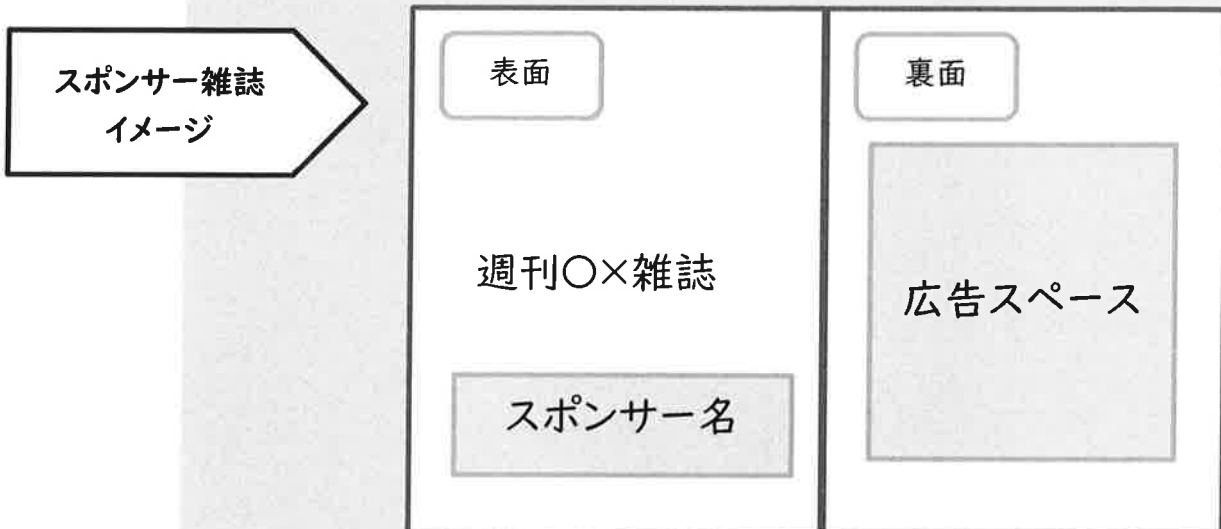 スポンサー雑誌
イメージ
表面
週刊○×雑誌
スポンサー名
裏面
広告スペース